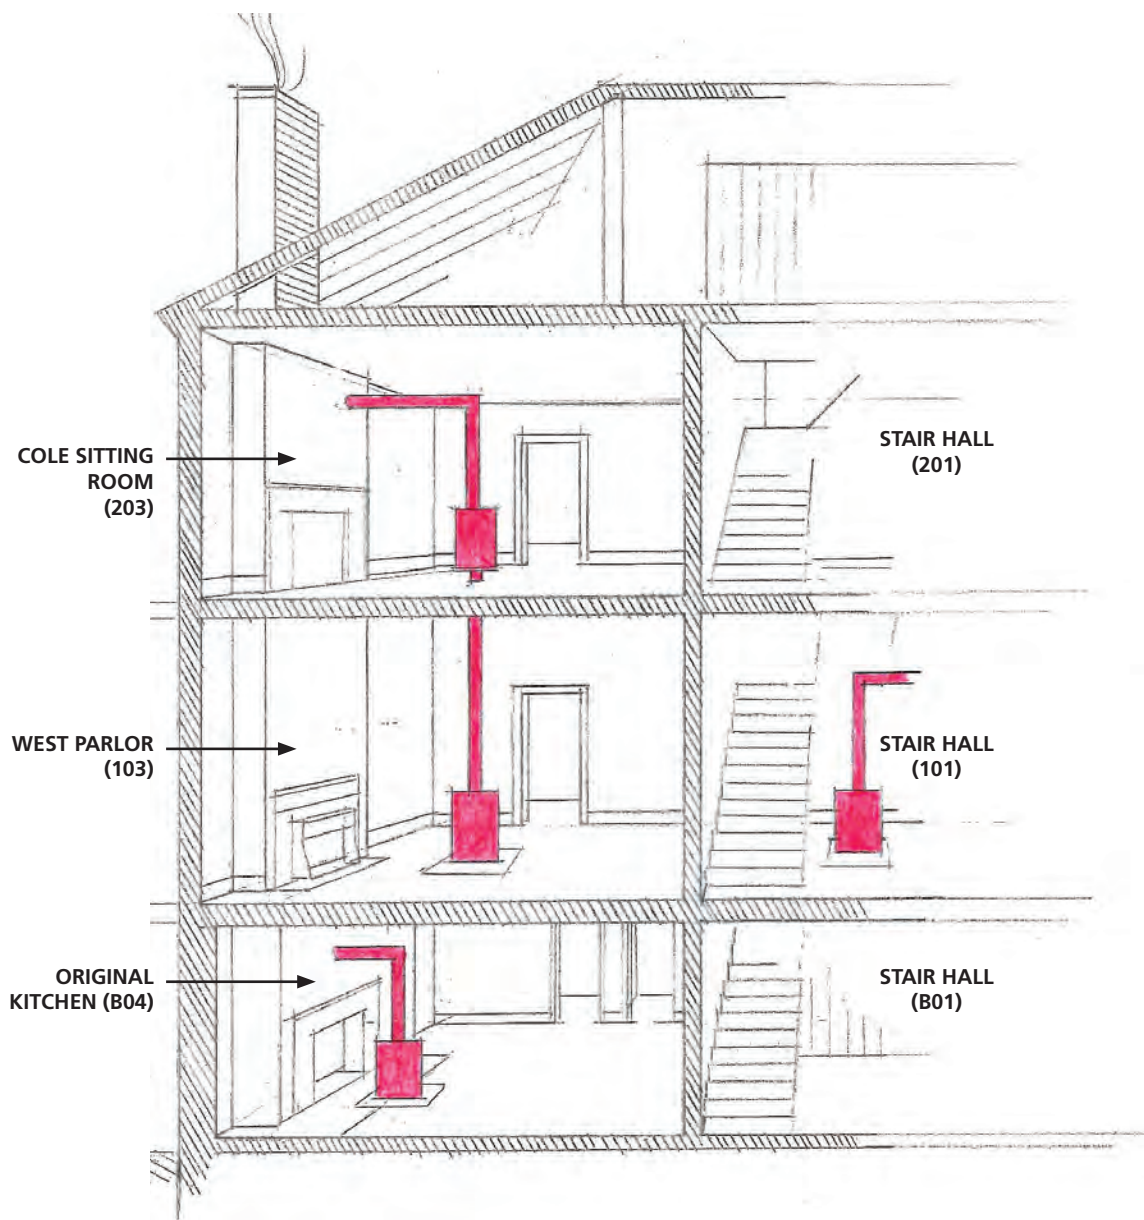 COLE SITTING
ROOM
(203)
STAIR HALL
(201)
WEST PARLOR
(103)
STAIR HALL
(101)
ORIGINAL
KITCHEN (B04)
STAIR HALL
(B01)